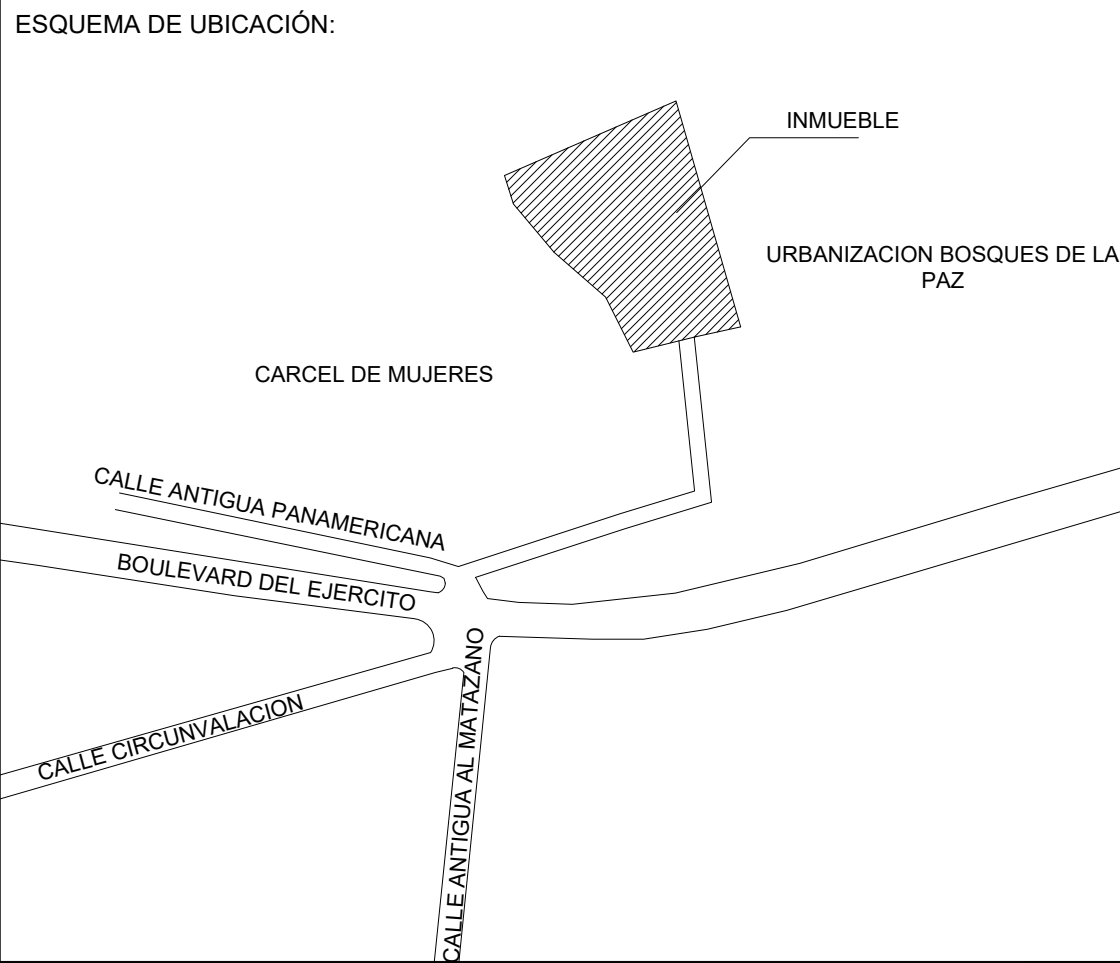 ESQUEMA DE UBICACIÓN:
INMUEBLE
URBANIZACION BOSQUES DE LA
PAZ
CARCEL DE MUJERES
CALLE ANTIGUA PANAMERICANA
BOULEVARD DEL EJERCITO
CALLE CIRCUNVALACION
CALLE ANTIGUA AL MATAZANO